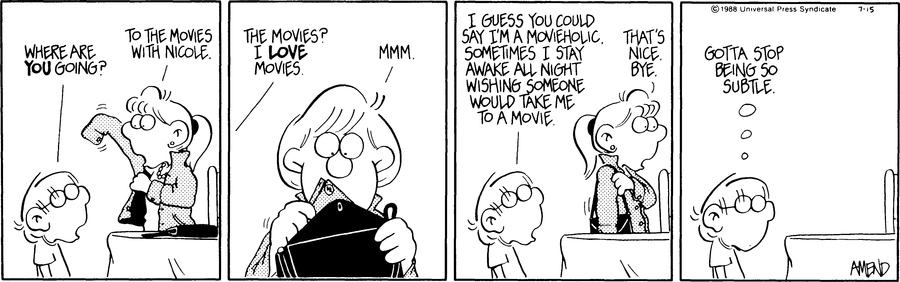 WHERE ARE
YOU GOING?
TO THE MOVIES
WITH NICOLE.
THE MOVIES?
I LOVE
MOVIES.
MMM.
I GUESS YOU COULD
SAY I'M A MOVIEHOLIC.
SOMETIMES I STAY
AWAKE ALL NIGHT
WISHING SOMEONE
WOULD TAKE ME
TO A MOVIE.
THAT'S
NICE.
BYE.
© 1988 Universal Press Syndicate 7-15
GOTTA STOP
BEING SO
SUBTLE.
AMEND